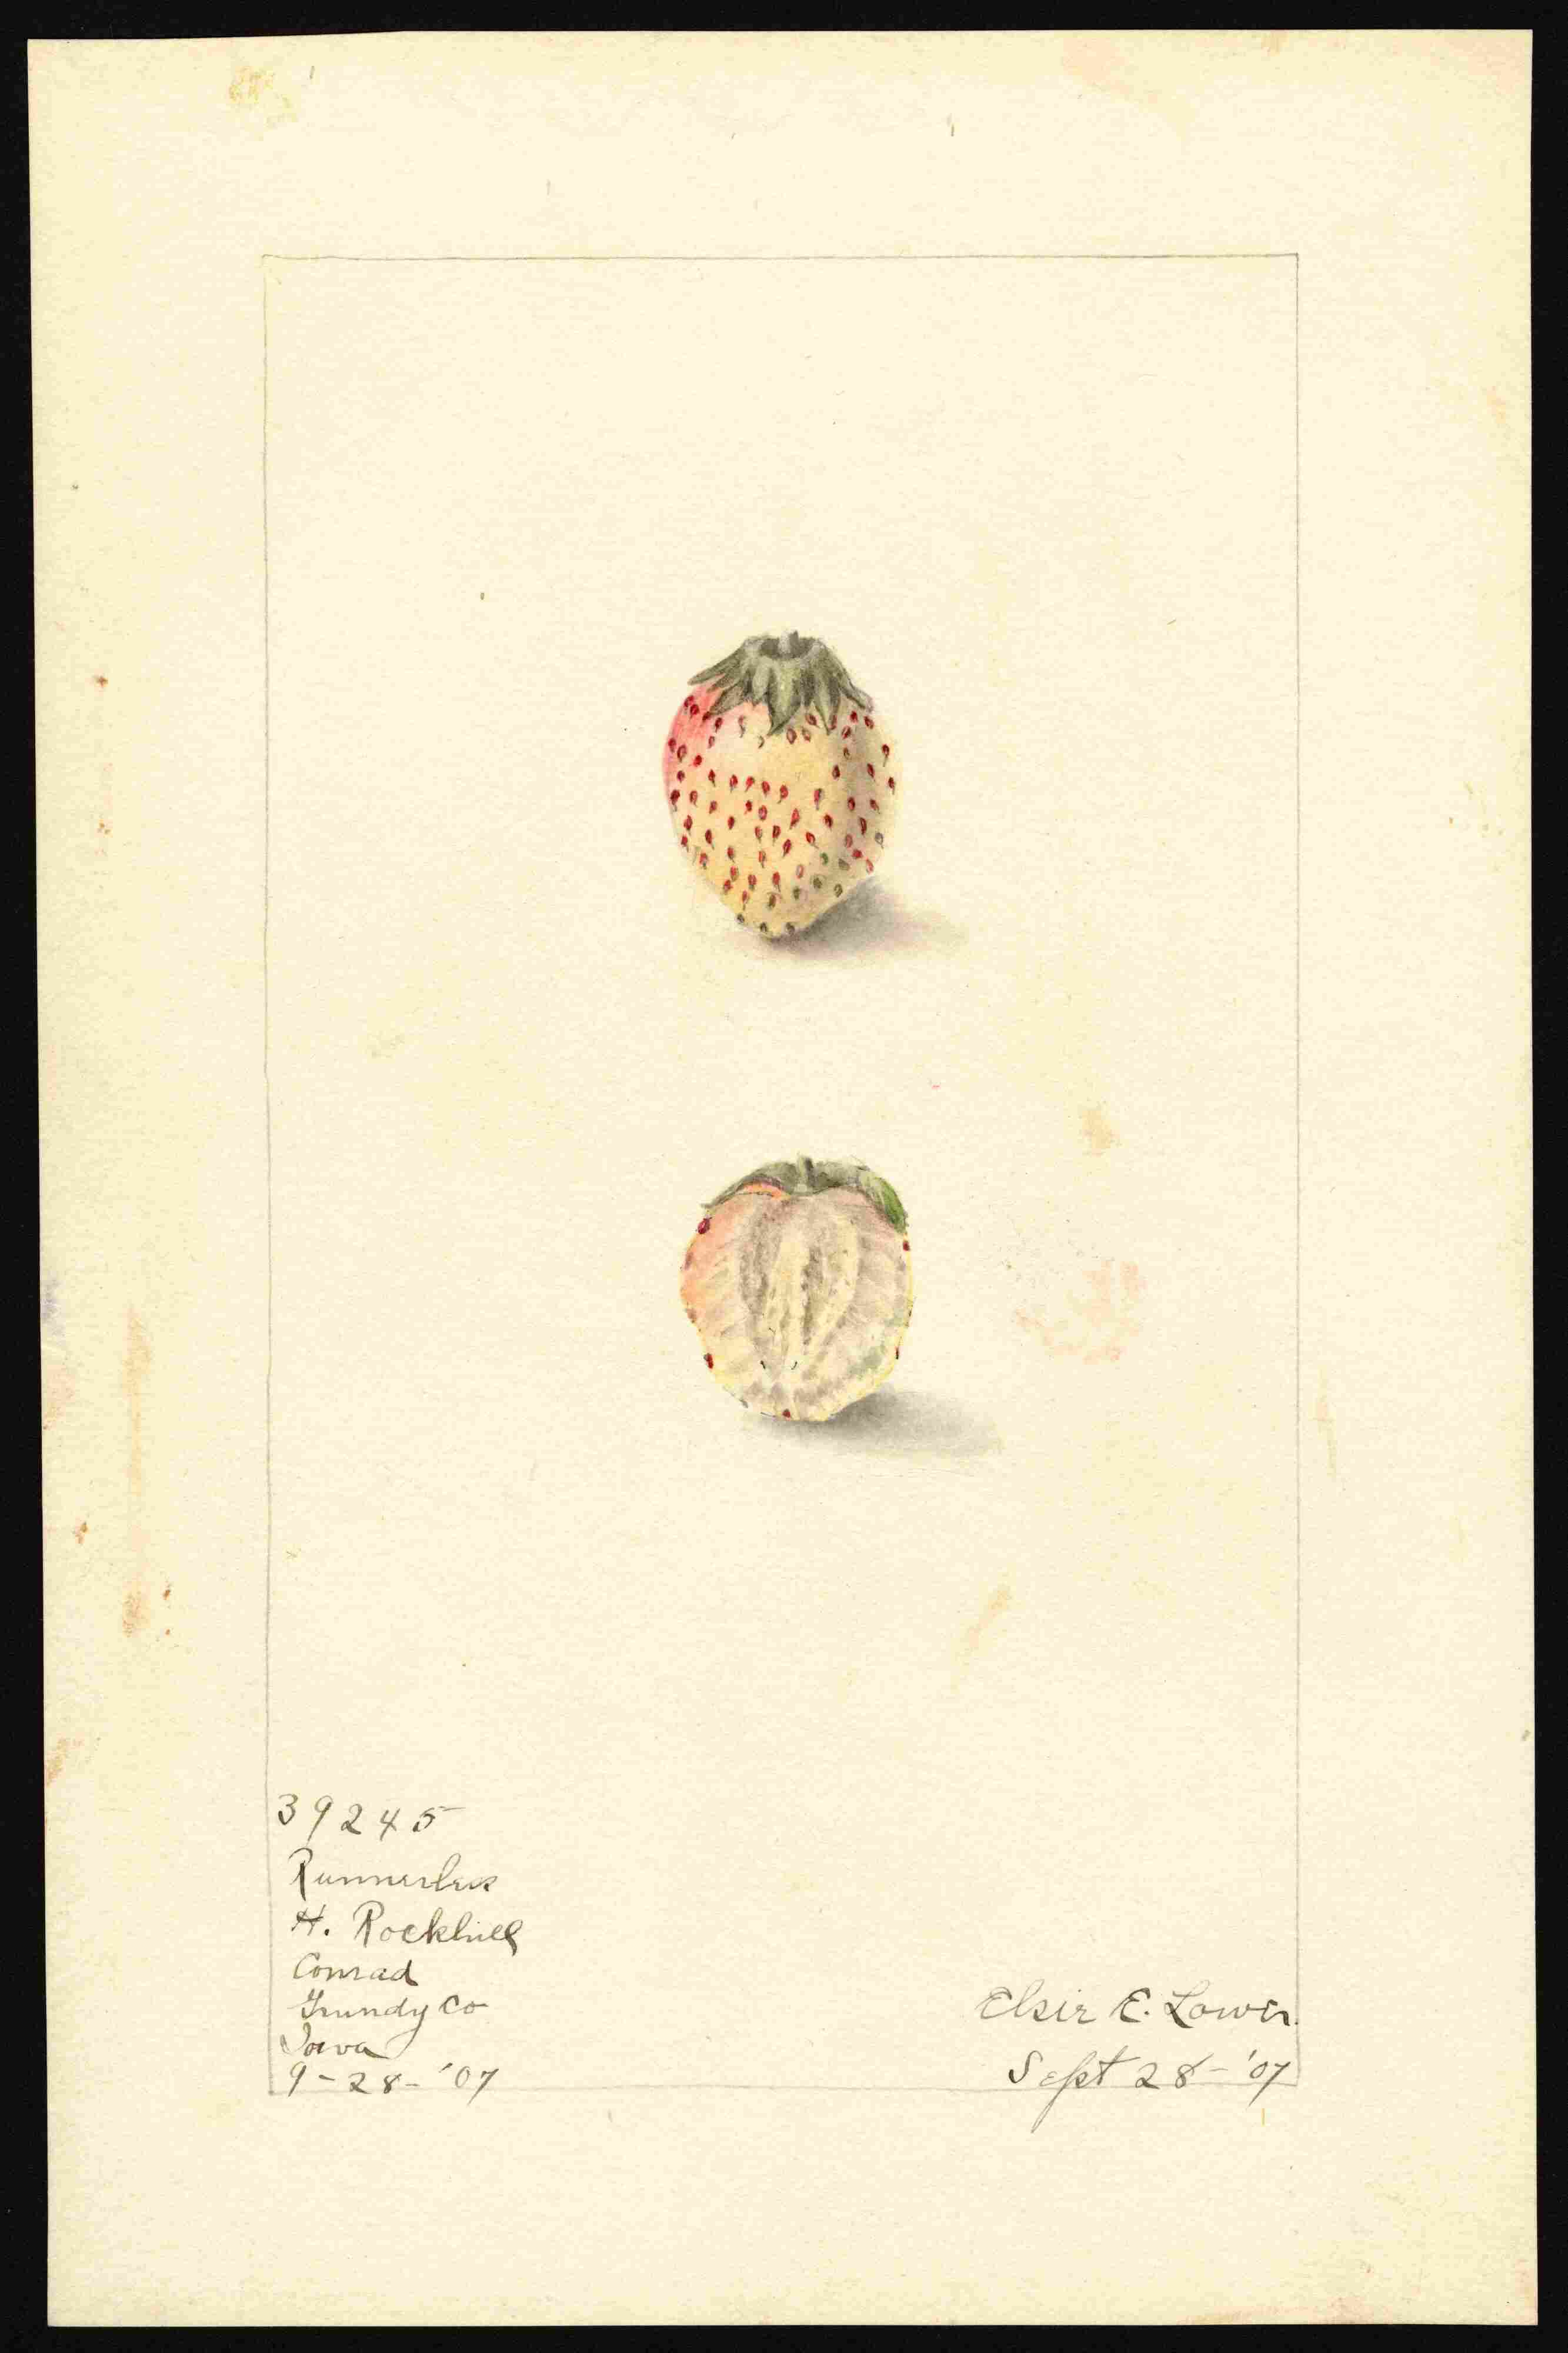 39245
Runnerless
H. Rockhill
Conrad
Grundy Co
Iowa
9-28-'07
Elsie E. Lower.
Sept 28-'07